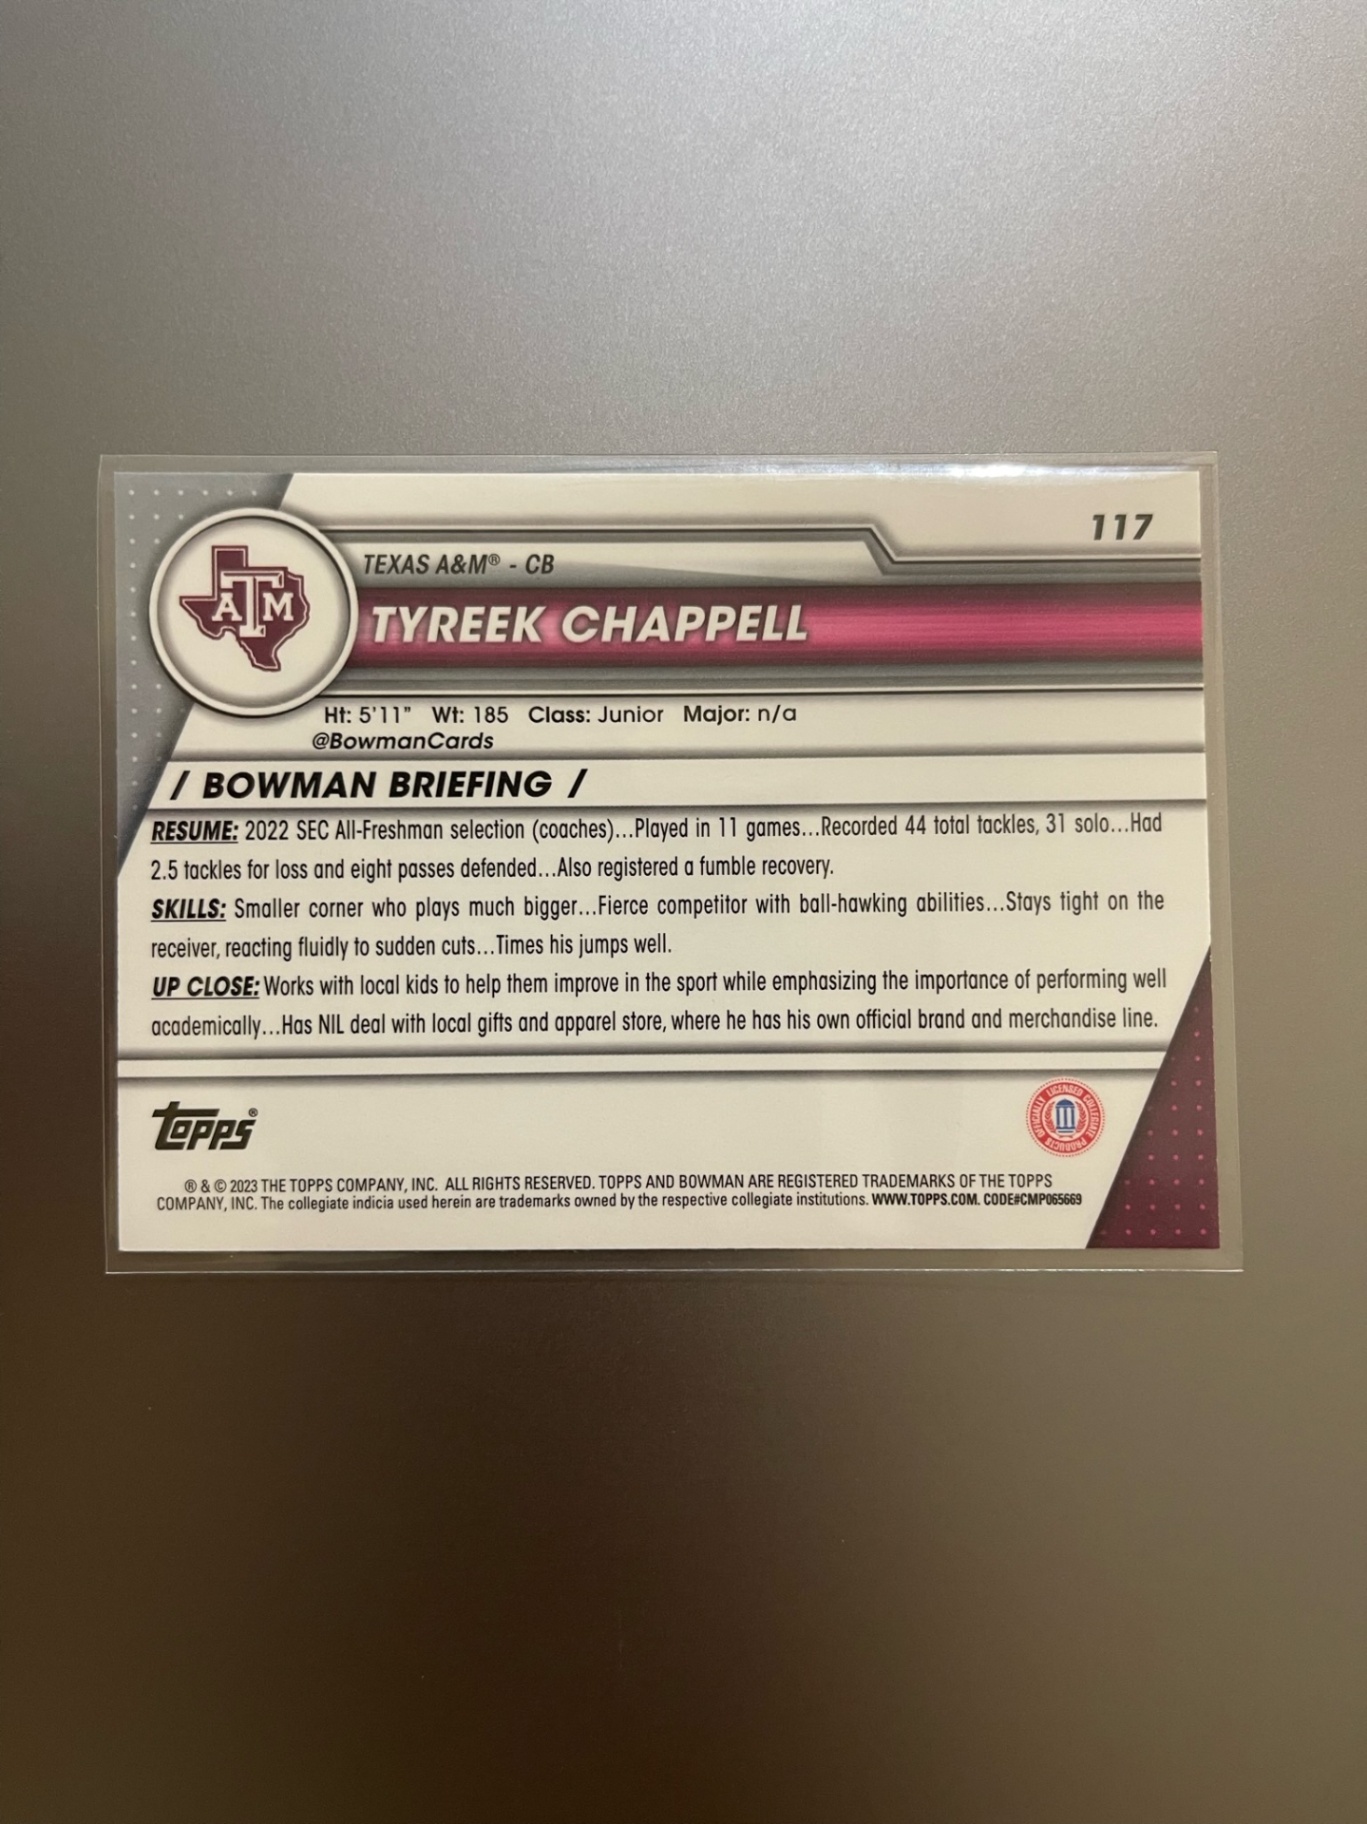 117
TEXAS A&M® - CB
ATM
TYREEK CHAPPELL
Ht: 5'11" Wt: 185 Class: Junior Major: n/a
@BowmanCards
/ BOWMAN BRIEFING /
RESUME: 2022 SEC All-Freshman selection (coaches)...Played in 11 games...Recorded 44 total tackles, 31 solo...Had
2.5 tackles for loss and eight passes defended...Also registered a fumble recovery.
SKILLS: Smaller corner who plays much bigger...Fierce competitor with ball-hawking abilities...Stays tight on the
receiver, reacting fluidly to sudden cuts...Times his jumps well.
UP CLOSE: Works with local kids to help them improve in the sport while emphasizing the importance of performing well
academically...Has NIL deal with local gifts and apparel store, where he has his own official brand and merchandise line.
Topps®
OFFICIALLY LICENSED COLLEGIATE PRODUCTS
® & © 2023 THE TOPPS COMPANY, INC. ALL RIGHTS RESERVED. TOPPS AND BOWMAN ARE REGISTERED TRADEMARKS OF THE TOPPS
COMPANY, INC. The collegiate indicia used herein are trademarks owned by the respective collegiate institutions. WWW.TOPPS.COM. CODE#CMP065669